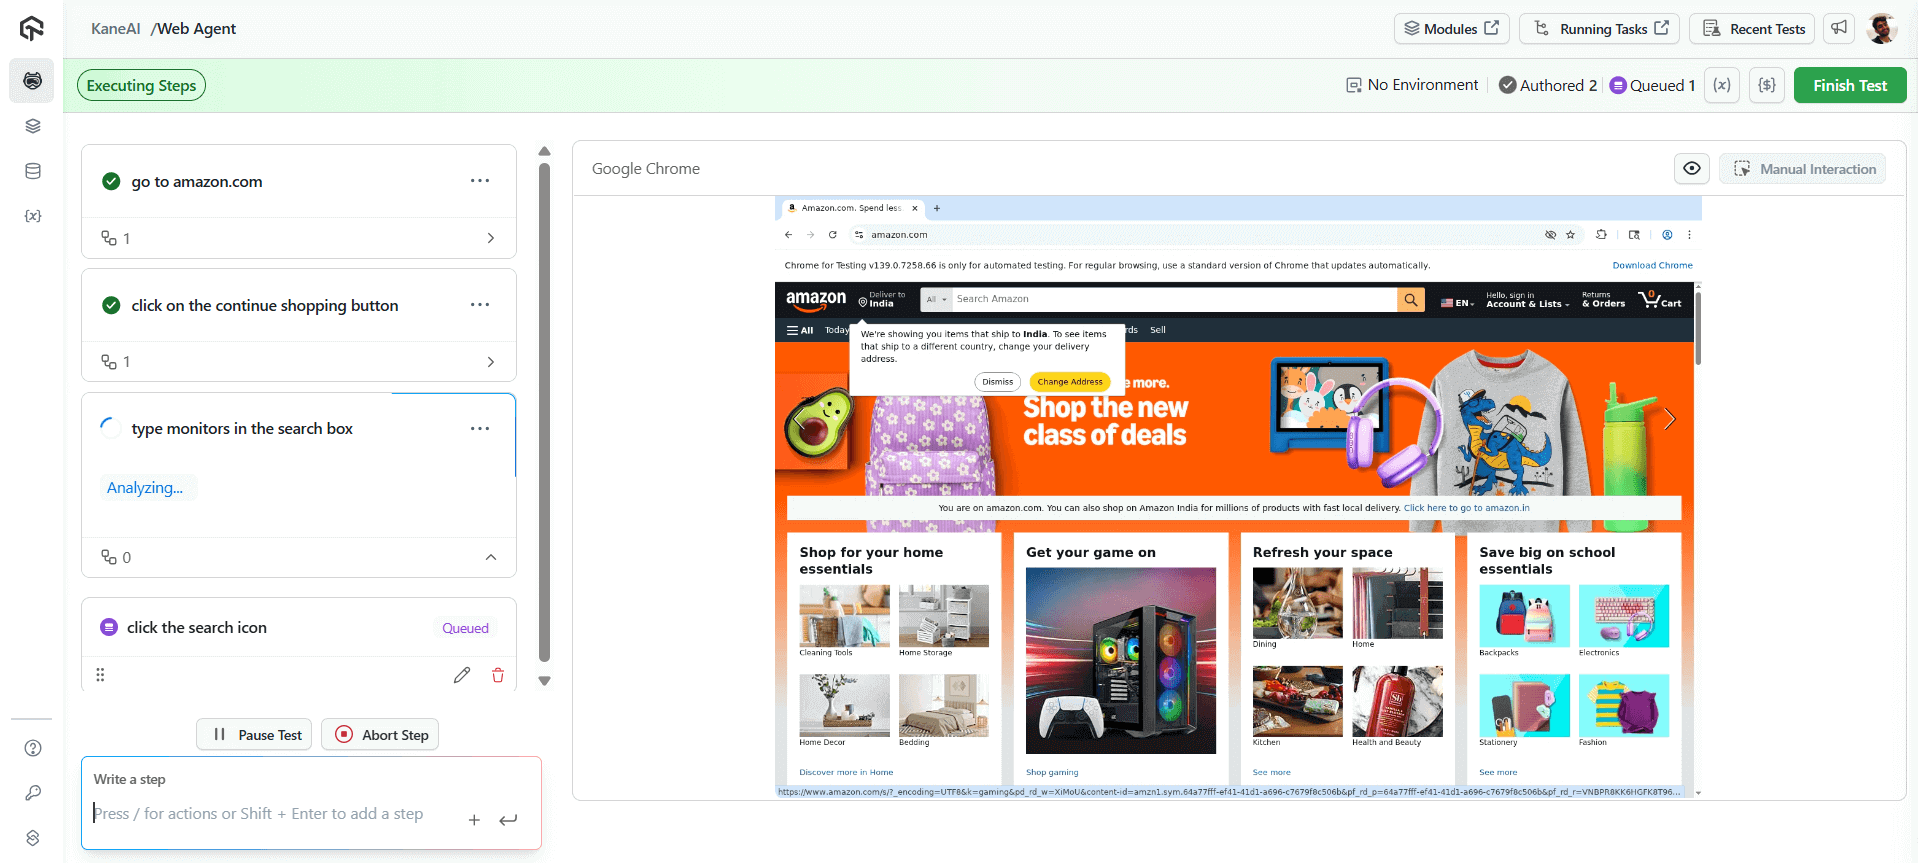 KaneAI /Web Agent
Modules
Running Tasks
Recent Tests
Executing Steps
No Environment
Authored 2
Queued 1
(x)
{$}
Finish Test
go to amazon.com
1
click on the continue shopping button
1
type monitors in the search box
Analyzing...
0
click the search icon
Queued
Pause Test
Abort Step
Write a step
Press / for actions or Shift + Enter to add a step
Google Chrome
Manual Interaction
Amazon.com. Spend less.
amazon.com
Chrome for Testing v139.0.7258.66 is only for automated testing. For regular browsing, use a standard version of Chrome that updates automatically.
Download Chrome
amazon
Deliver to
India
All
Search Amazon
EN
Hello, sign in
Account & Lists
Returns
& Orders
0
Cart
All
Today
rds
Sell
We're showing you items that ship to India. To see items
that ship to a different country, change your delivery
address.
Dismiss
Change Address
e more.
Shop the new
class of deals
You are on amazon.com. You can also shop on Amazon India for millions of products with fast local delivery. Click here to go to amazon.in
Shop for your home
essentials
Cleaning Tools
Home Storage
Home Decor
Bedding
Discover more in Home
Get your game on
Shop gaming
Refresh your space
Dining
Home
Kitchen
Health and Beauty
See more
Save big on school
essentials
Backpacks
Electronics
Stationery
Fashion
See more
https://www.amazon.com/s/?_encoding=UTF8&k=gaming&pd_rd_w=XiMoU&content-id=amzn1.sym.64a77fff-ef41-41d1-a696-c7679f8c506b&pf_rd_p=64a77fff-ef41-41d1-a696-c7679f8c506b&pf_rd_r=VNBPR8KK6HGFK8T96...